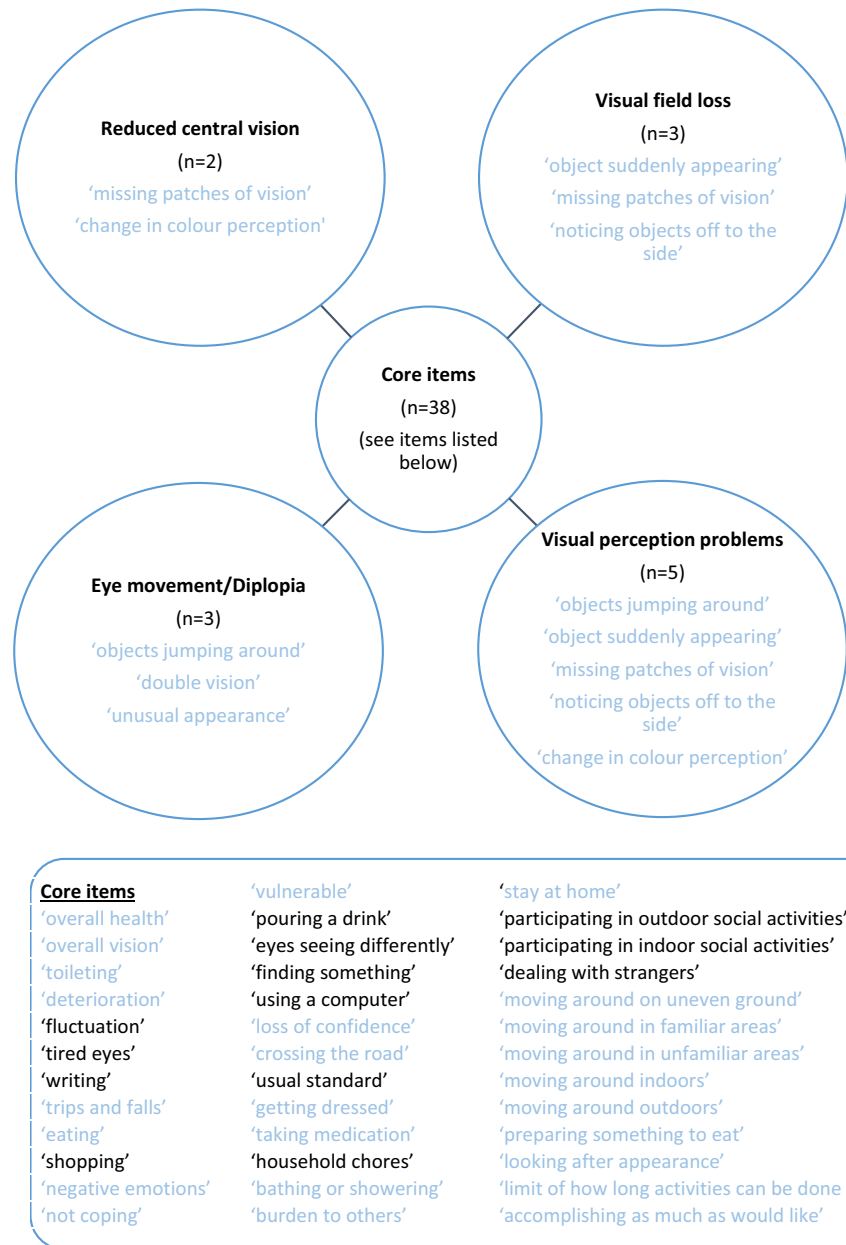 Reduced central vision
(n=2)
‘missing patches of vision’
‘change in colour perception'
Visual field loss
(n=3)
‘object suddenly appearing’
‘missing patches of vision’
‘noticing objects off to the
side’
Core items
(n=38)
(see items listed
below)
Eye movement/Diplopia
(n=3)
‘objects jumping around’
‘double vision’
‘unusual appearance’
Visual perception problems
(n=5)
‘objects jumping around’
‘object suddenly appearing’
‘missing patches of vision’
‘noticing objects off to the
side’
‘change in colour perception’
Core items
‘overall health’
‘overall vision’
‘toileting’
‘deterioration’
‘fluctuation’
‘tired eyes’
‘writing’
‘trips and falls’
‘eating’
‘shopping’
‘negative emotions’
‘not coping’
‘vulnerable’
‘pouring a drink’
‘eyes seeing differently’
‘finding something’
‘using a computer’
‘loss of confidence’
‘crossing the road’
‘usual standard’
‘getting dressed’
‘taking medication’
‘household chores’
‘bathing or showering’
‘burden to others’
‘stay at home’
‘participating in outdoor social activities’
‘participating in indoor social activities’
‘dealing with strangers’
‘moving around on uneven ground’
‘moving around in familiar areas’
‘moving around in unfamiliar areas’
‘moving around indoors’
‘moving around outdoors’
‘preparing something to eat’
‘looking after appearance’
‘limit of how long activities can be done
‘accomplishing as much as would like’